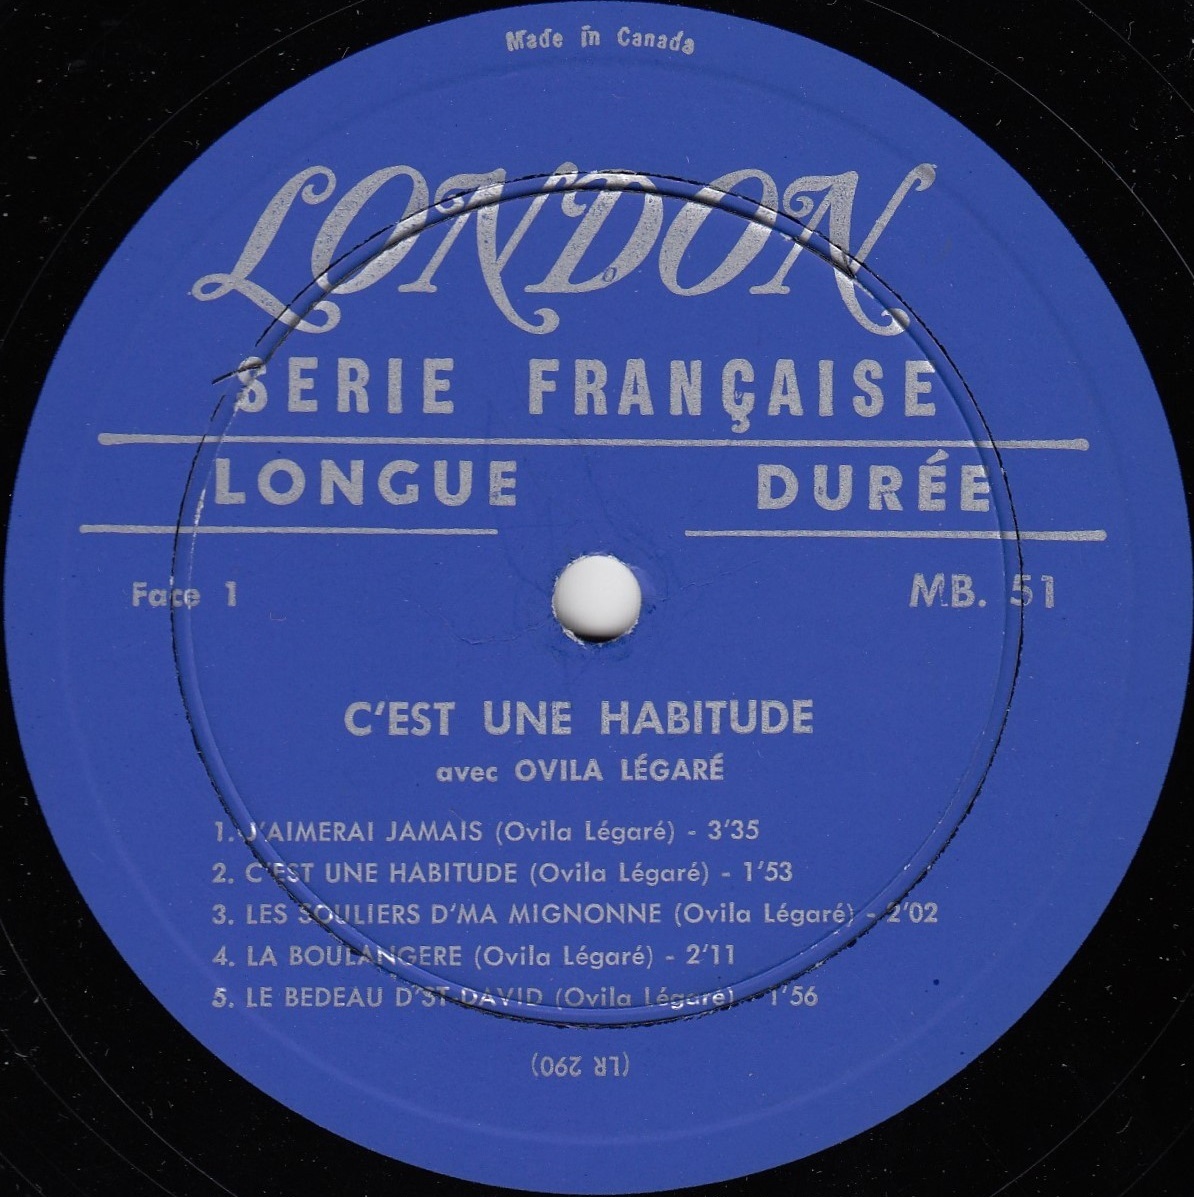 Made in Canada
LONDON
SERIE FRANÇAISE
LONGUE DURÉE
Face 1 MB. 51
C'EST UNE HABITUDE
avec OVILA LÉGARÉ
1. J'AIMERAI JAMAIS (Ovila Légaré) - 3'35
2. C'EST UNE HABITUDE (Ovila Légaré) - 1'53
3. LES SOULIERS D'MA MIGNONNE (Ovila Légaré) - 2'02
4. LA BOULANGERE (Ovila Légaré) - 2'11
5. LE BEDEAU D'ST-DAVID (Ovila Légaré) - 1'56
(LR 290)